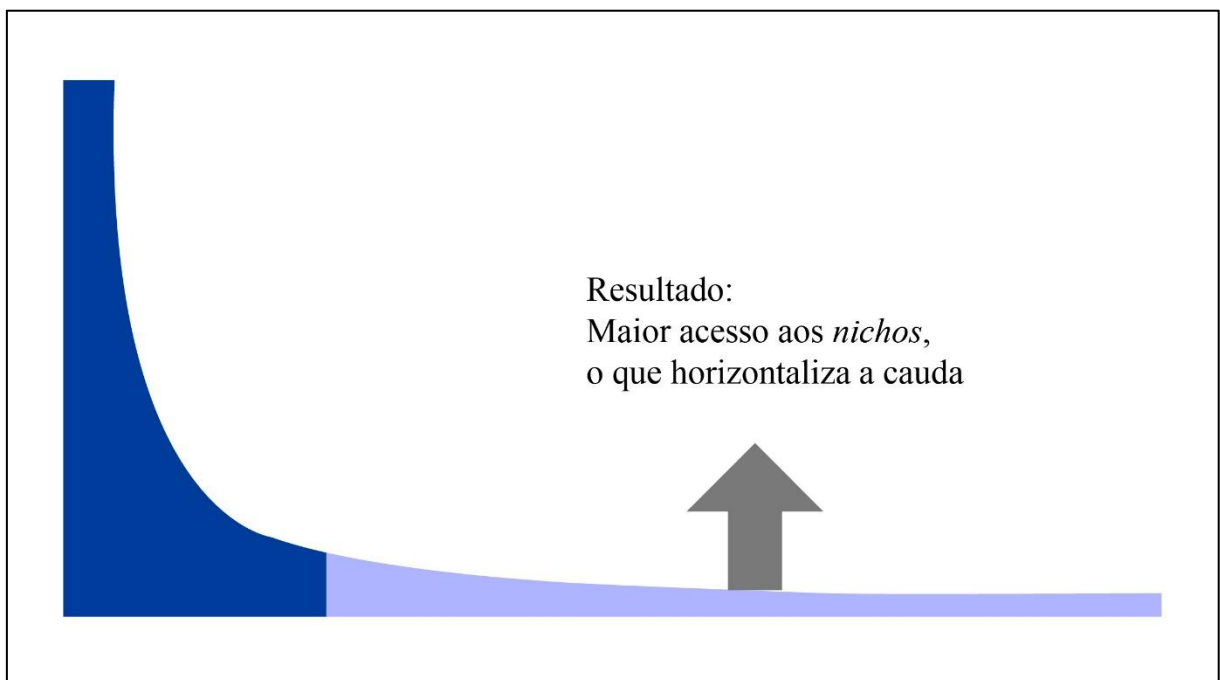 Resultado:
Maior acesso aos nichos,
o que horizontaliza a cauda